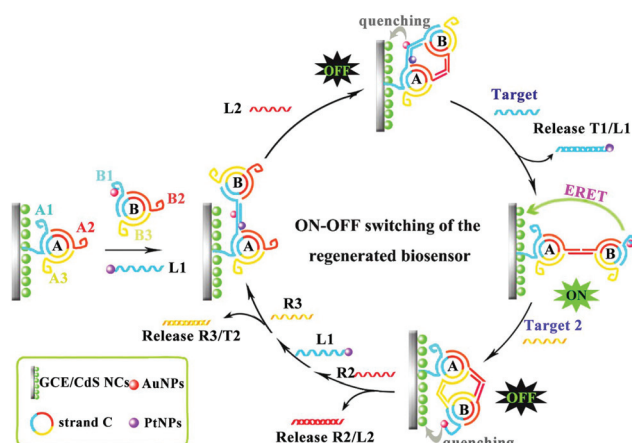 quenching
B
A
OFF
L2
Target
Release T1/L1
B1
B
B2
B3
A1
A2
A
A3
L1
B
A
ON-OFF switching of the
regenerated biosensor
ERET
A
B
ON
Target 2
R3
Release R3/T2
L1
R2
A
B
OFF
Release R2/L2
quenching
GCE/CdS NCs
AuNPs
strand C
PtNPs